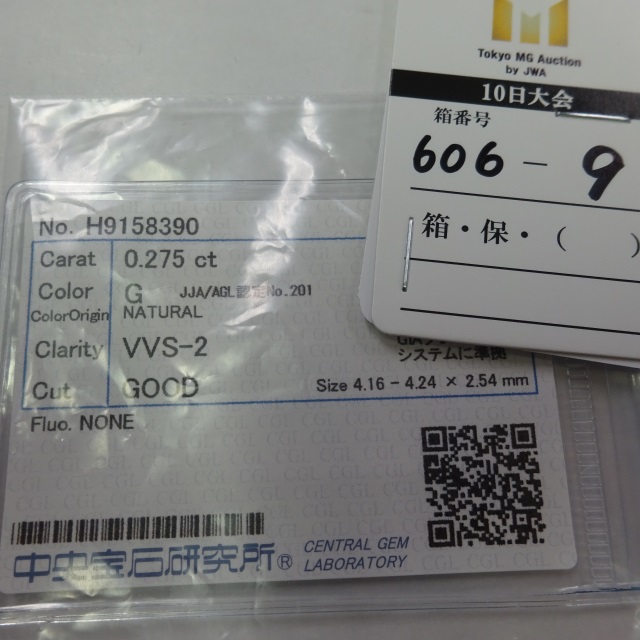 Tokyo MG Auction
by JWA
10日大会
箱番号
606-9
箱・保・( )
No. H9158390
Carat 0.275 ct
Color G JJA/AGL認定No.201
ColorOrigin NATURAL
Clarity VVS-2
システムに準拠
Cut GOOD Size 4.16 - 4.24 × 2.54 mm
Fluo. NONE
中央宝石研究所® CENTRAL GEM
LABORATORY